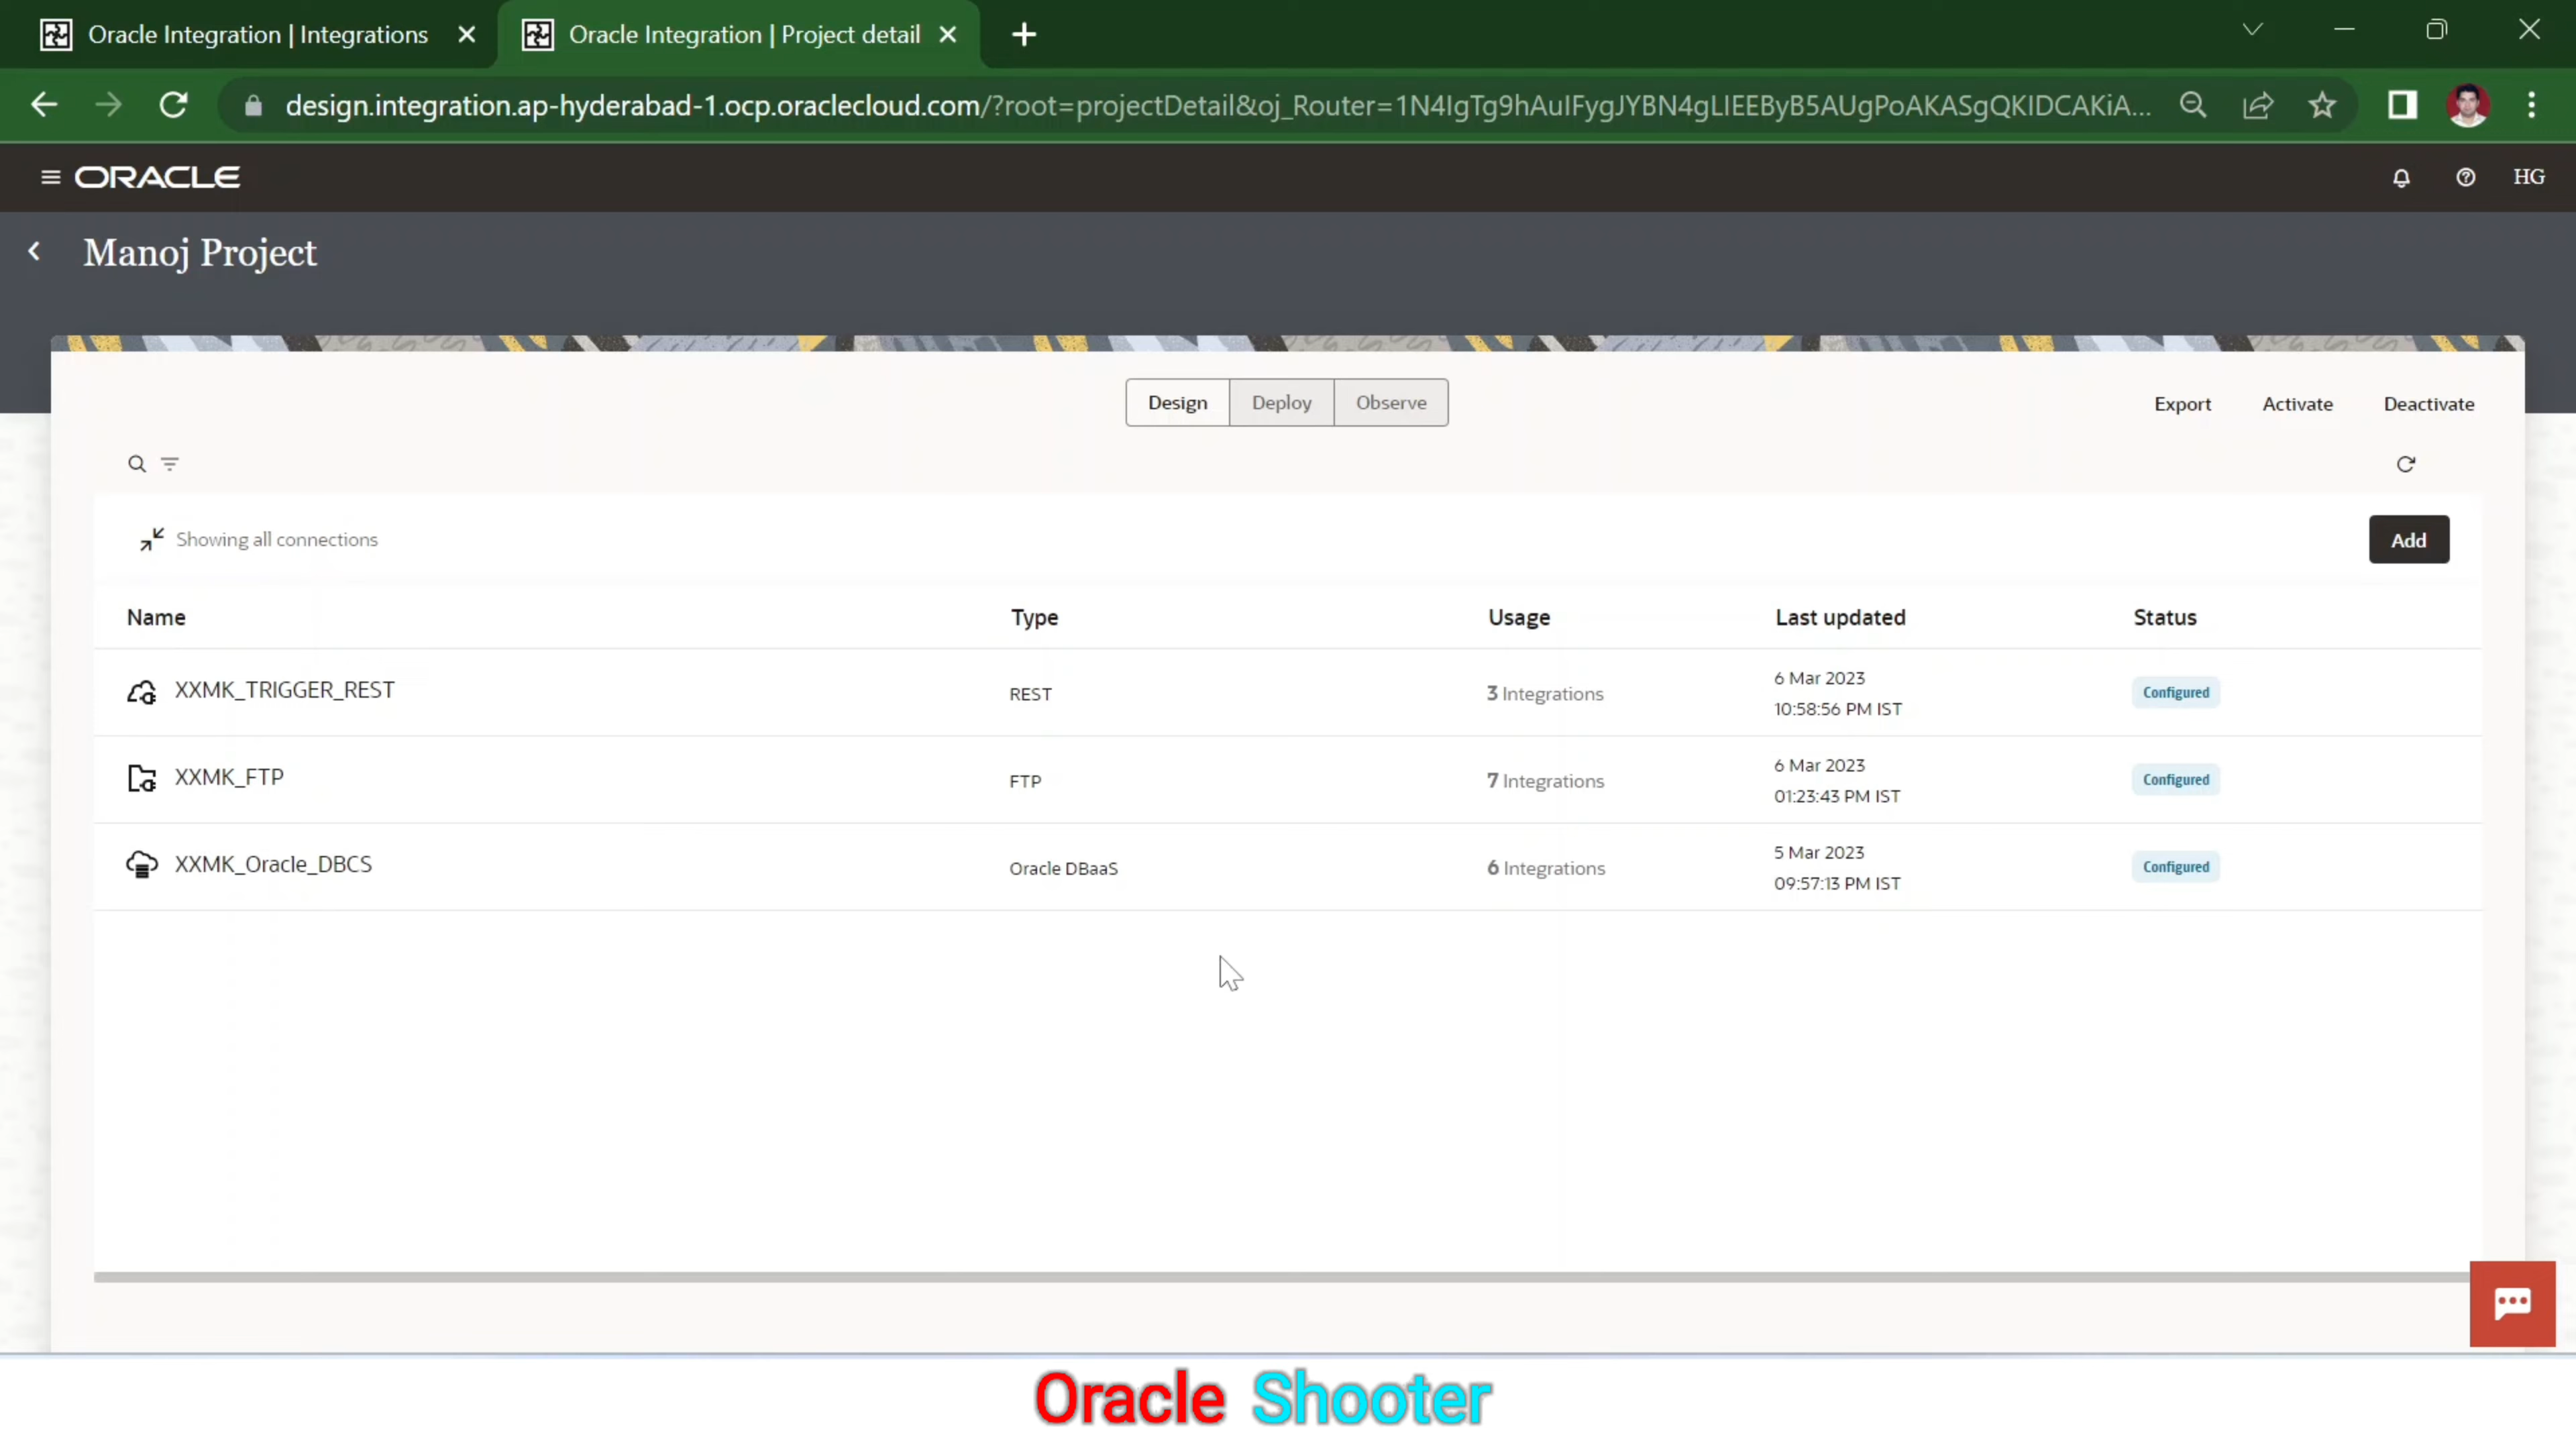 Oracle Integration | Integrations
Oracle Integration | Project detail
design.integration.ap-hyderabad-1.ocp.oraclecloud.com/?root=projectDetail&oj_Router=1N4IgTg9hAuIFygJYBN4gLIEEByB5AUgPoAKASgQKIDCAKiA...
ORACLE
HG
Manoj Project
Design Deploy Observe
Export Activate Deactivate
Showing all connections
Add
Name Type Usage Last updated Status
XXMK_TRIGGER_REST REST 3 Integrations 6 Mar 2023 Configured
10:58:56 PM IST
XXMK_FTP FTP 7 Integrations 6 Mar 2023 Configured
01:23:43 PM IST
XXMK_Oracle_DBCS Oracle DBaaS 6 Integrations 5 Mar 2023 Configured
09:57:13 PM IST
Oracle Shooter